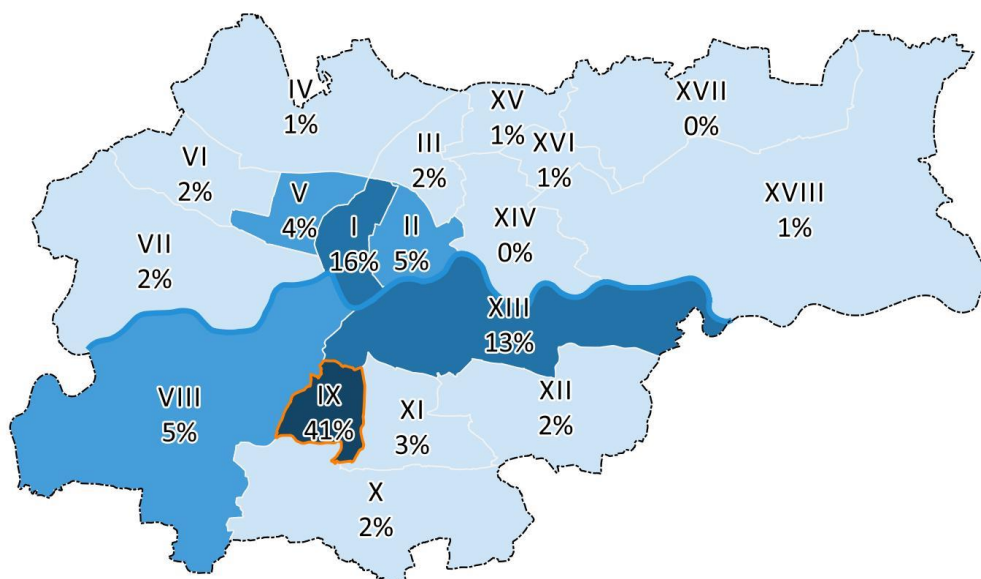 IV
1%
XV
1%
XVII
0%
III
2%
XVI
1%
VI
2%
V
4%
I
16%
II
5%
XIV
0%
XVIII
1%
VII
2%
XIII
13%
VIII
5%
IX
41%
XI
3%
XII
2%
X
2%